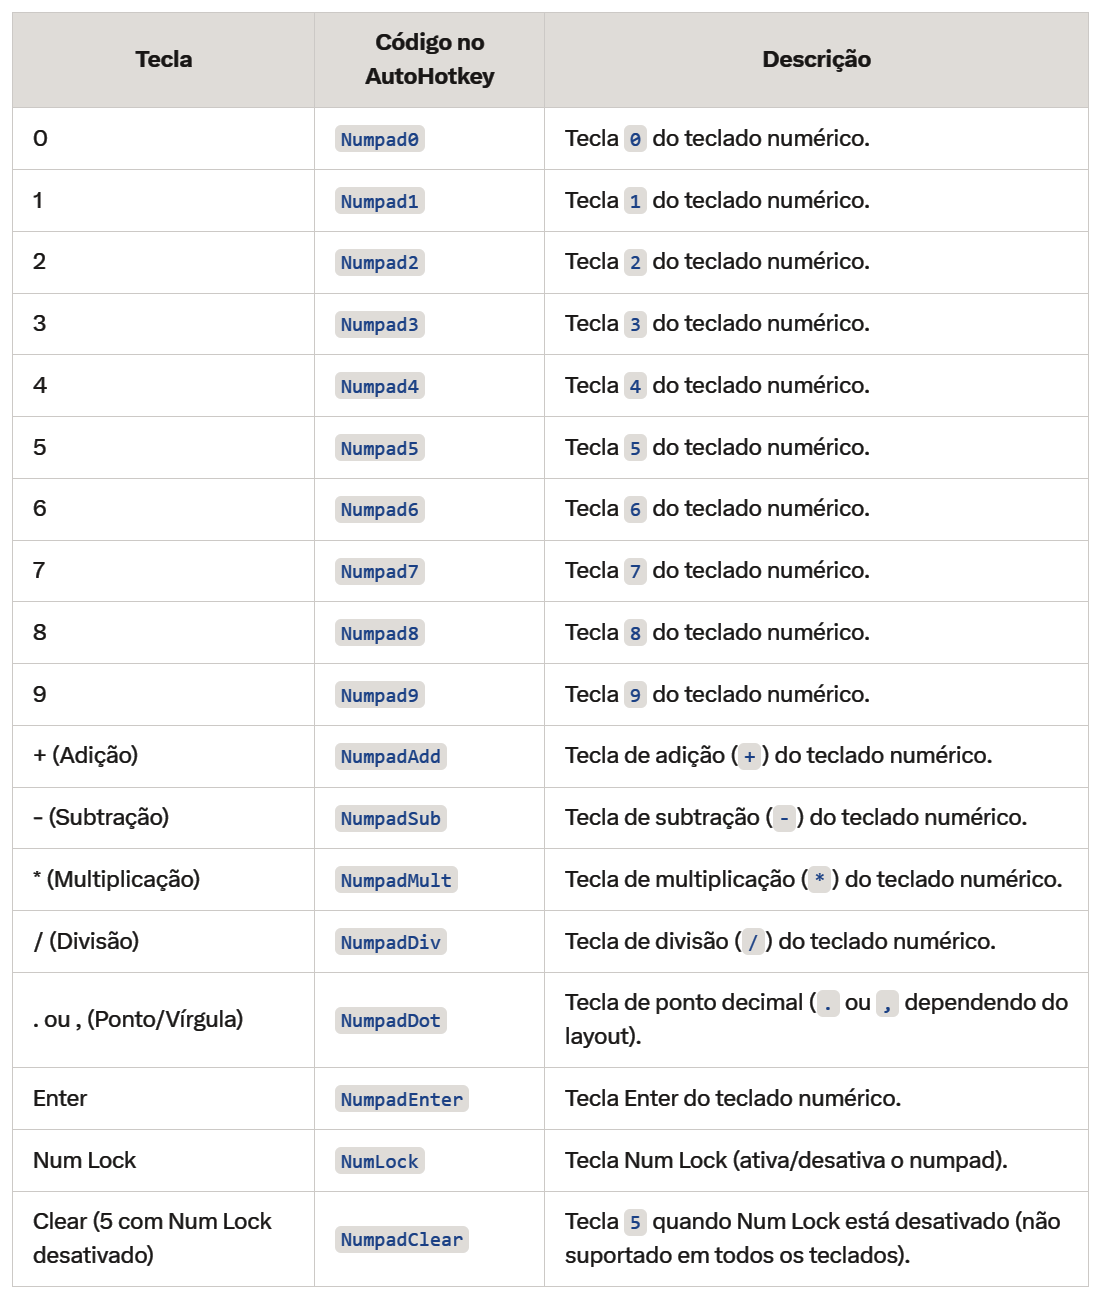 Tecla
Código no
AutoHotkey
Descrição
0
Numpad0
Tecla 0 do teclado numérico.
1
Numpad1
Tecla 1 do teclado numérico.
2
Numpad2
Tecla 2 do teclado numérico.
3
Numpad3
Tecla 3 do teclado numérico.
4
Numpad4
Tecla 4 do teclado numérico.
5
Numpad5
Tecla 5 do teclado numérico.
6
Numpad6
Tecla 6 do teclado numérico.
7
Numpad7
Tecla 7 do teclado numérico.
8
Numpad8
Tecla 8 do teclado numérico.
9
Numpad9
Tecla 9 do teclado numérico.
+ (Adição)
NumpadAdd
Tecla de adição (+) do teclado numérico.
- (Subtração)
NumpadSub
Tecla de subtração (-) do teclado numérico.
* (Multiplicação)
NumpadMult
Tecla de multiplicação (*) do teclado numérico.
/ (Divisão)
NumpadDiv
Tecla de divisão (/) do teclado numérico.
. ou , (Ponto/Vírgula)
NumpadDot
Tecla de ponto decimal (. ou , dependendo do
layout).
Enter
NumpadEnter
Tecla Enter do teclado numérico.
Num Lock
NumLock
Tecla Num Lock (ativa/desativa o numpad).
Clear (5 com Num Lock
desativado)
NumpadClear
Tecla 5 quando Num Lock está desativado (não
suportado em todos os teclados).